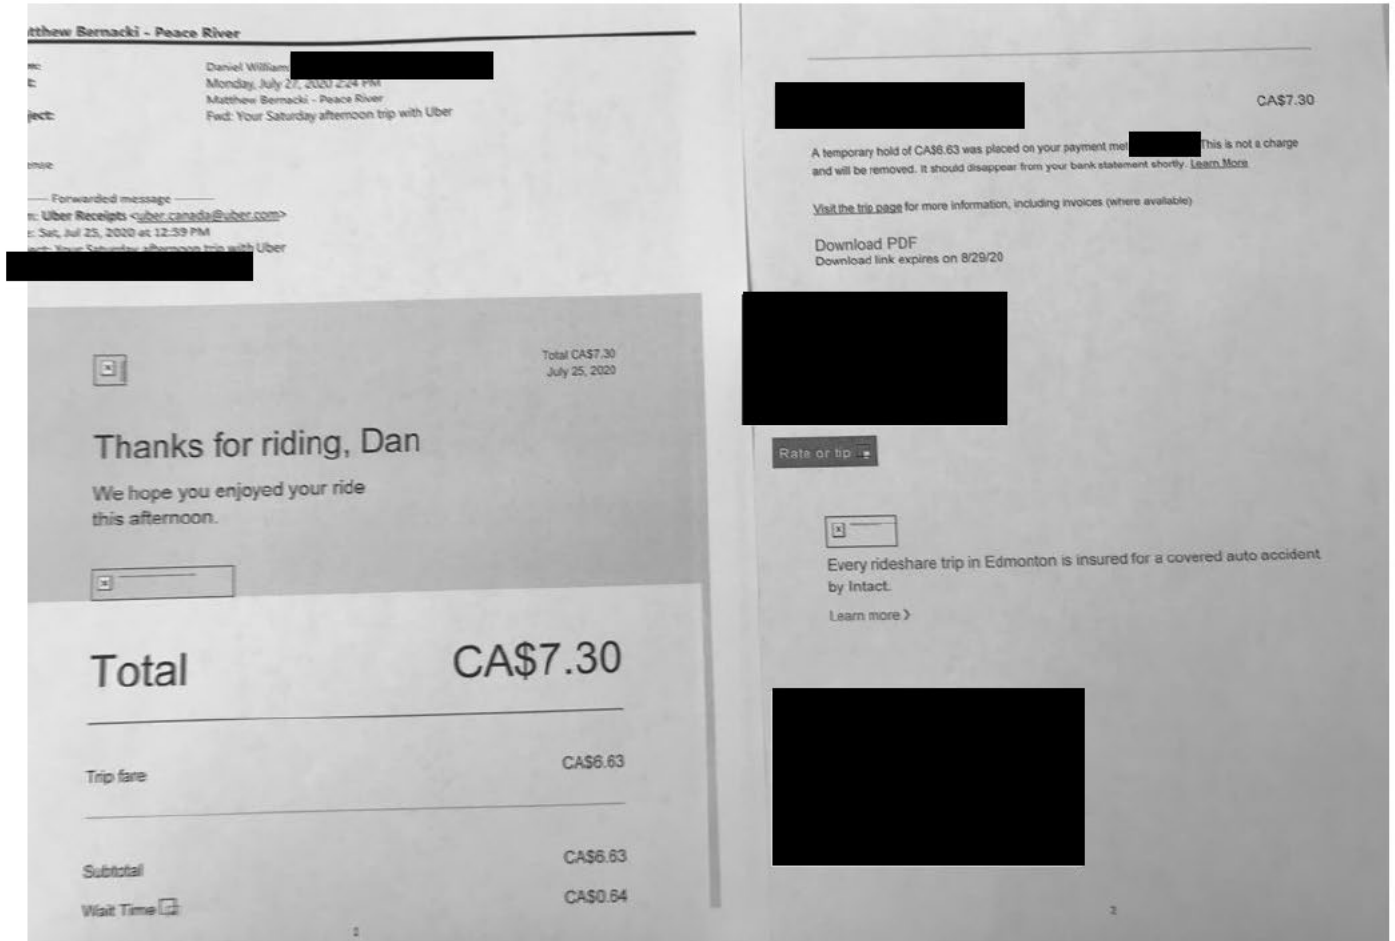 tthew Bernacki - Peace River
Daniel William
Monday, July 27, 2020 2:24 PM
Matthew Bernacki - Peace River
ject: Fwd: Your Saturday afternoon trip with Uber
Forwarded message
Uber Receipts <uber.canada@uber.com>
Sat, Jul 25, 2020 at 12:59 PM
Your Saturday afternoon trip with Uber
Total CA$7.30
July 25, 2020
Thanks for riding, Dan
We hope you enjoyed your ride
this afternoon.
Total CA$7.30
Trip fare CA$6.63
Subtotal CA$6.63
Wait Time CA$0.64
2
CA$7.30
A temporary hold of CA$6.63 was placed on your payment met This is not a charge
and will be removed. It should disappear from your bank statement shortly. Learn More
Visit the trip page for more information, including invoices (where available)
Download PDF
Download link expires on 8/29/20
Rate or tip
Every rideshare trip in Edmonton is insured for a covered auto accident
by Intact.
Learn more >
2